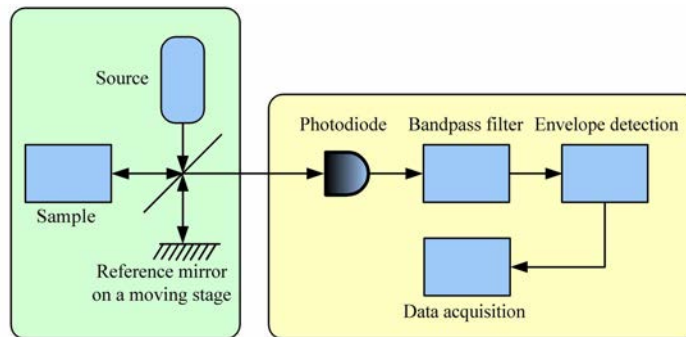 Source
Sample
Reference mirror
on a moving stage
Photodiode
Bandpass filter
Envelope detection
Data acquisition